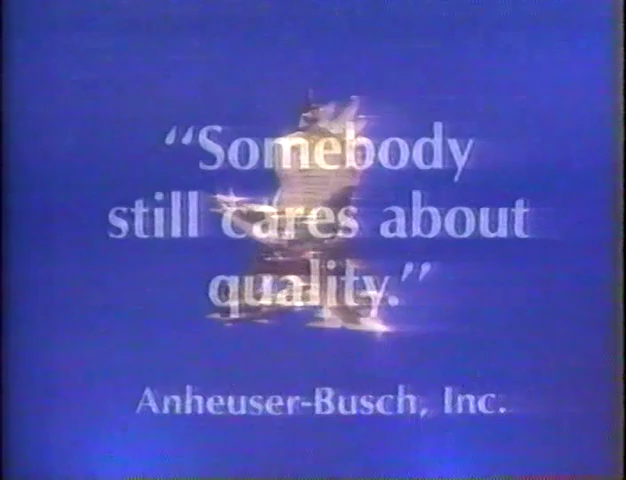 “Somebody
still cares about
quality.”
Anheuser-Busch, Inc.